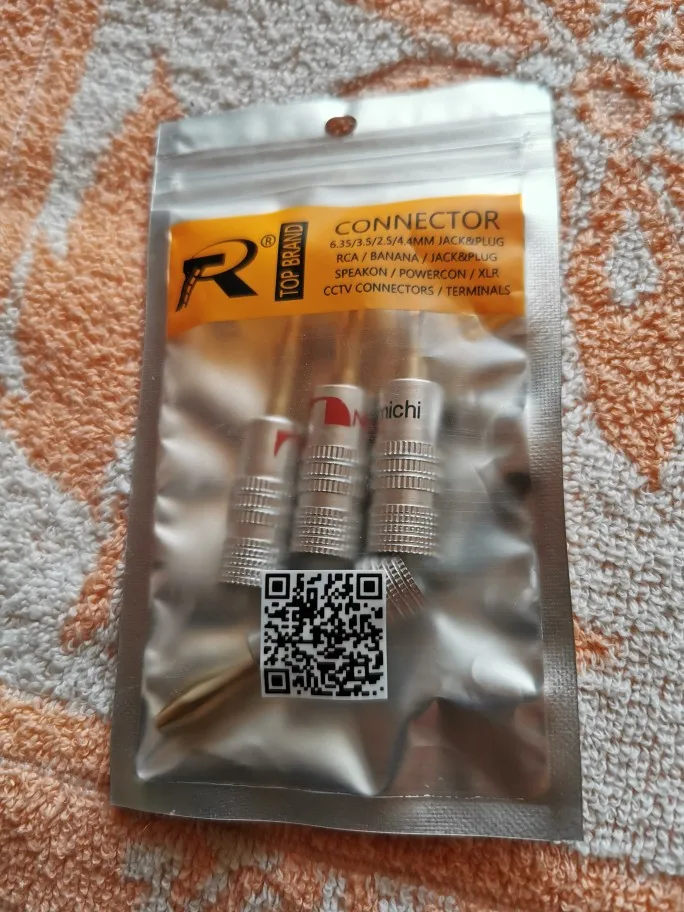 R®
TOP BRAND
CONNECTOR
6.35/3.5/2.5/4.4MM JACK&PLUG
RCA / BANANA / JACK&PLUG
SPEAKON / POWERCON / XLR
CCTV CONNECTORS / TERMINALS
N
michi